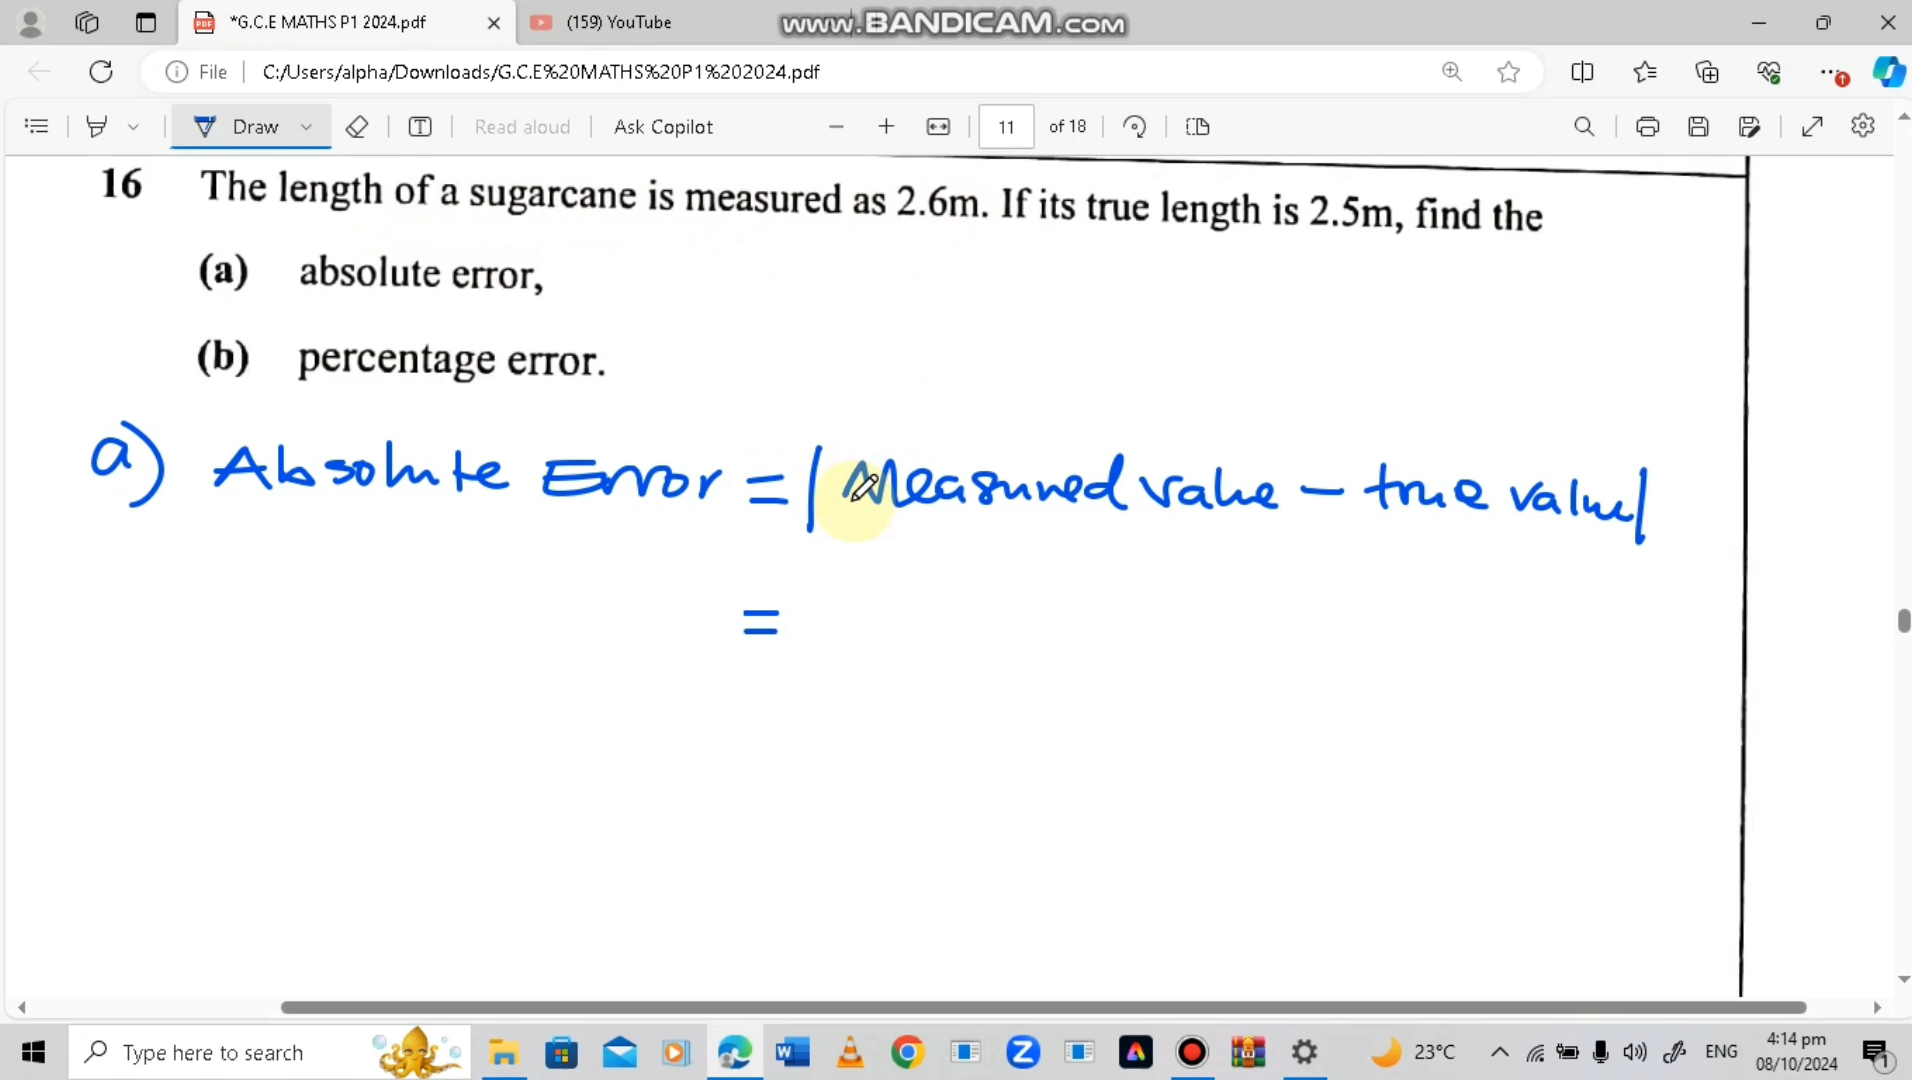 *G.C.E MATHS P1 2024.pdf
(159) YouTube
www.BANDICAM.com
File
C:/Users/alpha/Downloads/G.C.E%20MATHS%20P1%202024.pdf
Draw
Read aloud
Ask Copilot
11
of 18
16 The length of a sugarcane is measured as 2.6m. If its true length is 2.5m, find the
(a) absolute error,
(b) percentage error.
a) Absolute Error = | Measured value - true value|
=
Type here to search
23°C
ENG
4:14 pm
08/10/2024
1